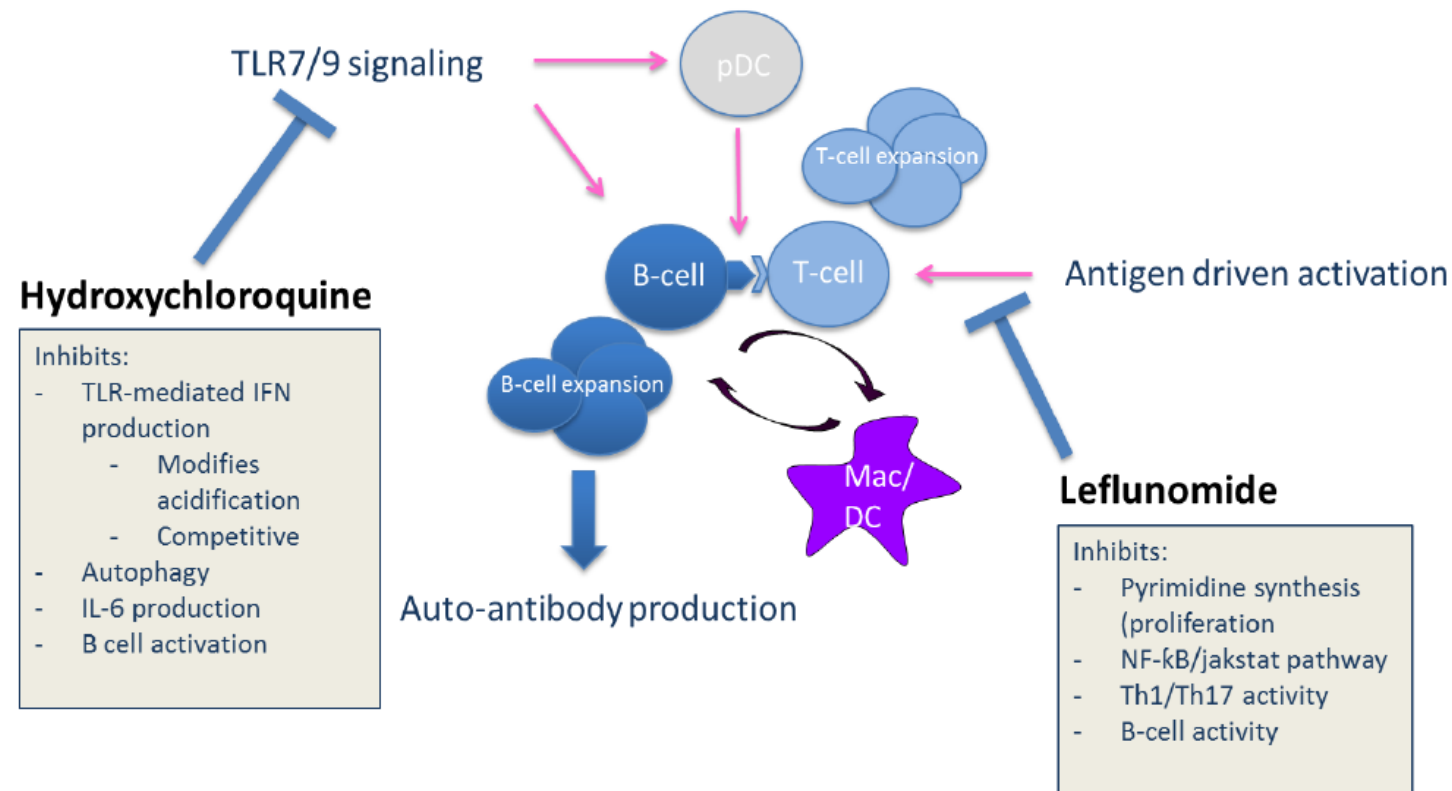 TLR7/9 signaling
pDC
T-cell expansion
B-cell
T-cell
Antigen driven activation
Hydroxychloroquine
Inhibits:
- TLR-mediated IFN
production
- Modifies
acidification
- Competitive
- Autophagy
- IL-6 production
- B cell activation
B-cell expansion
Mac/
DC
Auto-antibody production
Leflunomide
Inhibits:
- Pyrimidine synthesis
(proliferation
- NF-kB/jakstat pathway
- Th1/Th17 activity
- B-cell activity